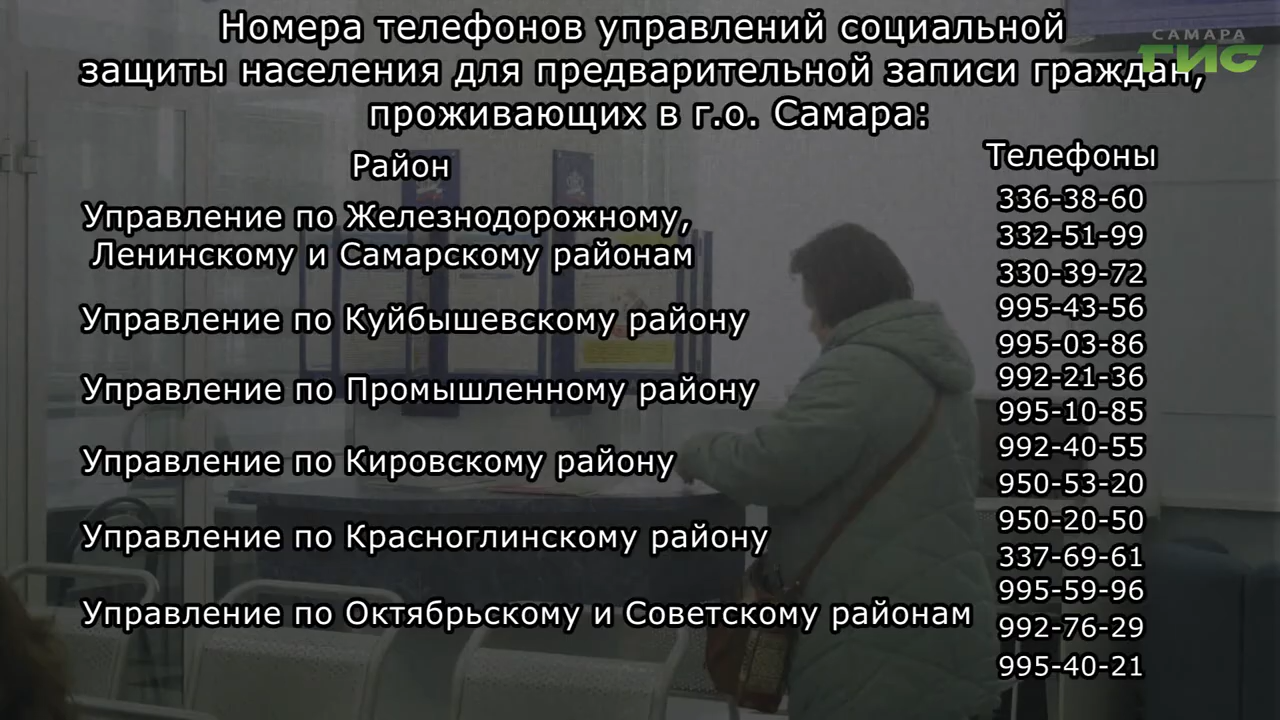 Номера телефонов управлений социальной
защиты населения для предварительной записи граждан,
проживающих в г.о. Самара:
САМАРА
ГИС
Район
Телефоны
Управление по Железнодорожному,
Ленинскому и Самарскому районам
336-38-60
332-51-99
330-39-72
Управление по Куйбышевскому району
995-43-56
995-03-86
Управление по Промышленному району
992-21-36
995-10-85
Управление по Кировскому району
992-40-55
950-53-20
Управление по Красноглинскому району
950-20-50
337-69-61
Управление по Октябрьскому и Советскому районам
995-59-96
992-76-29
995-40-21